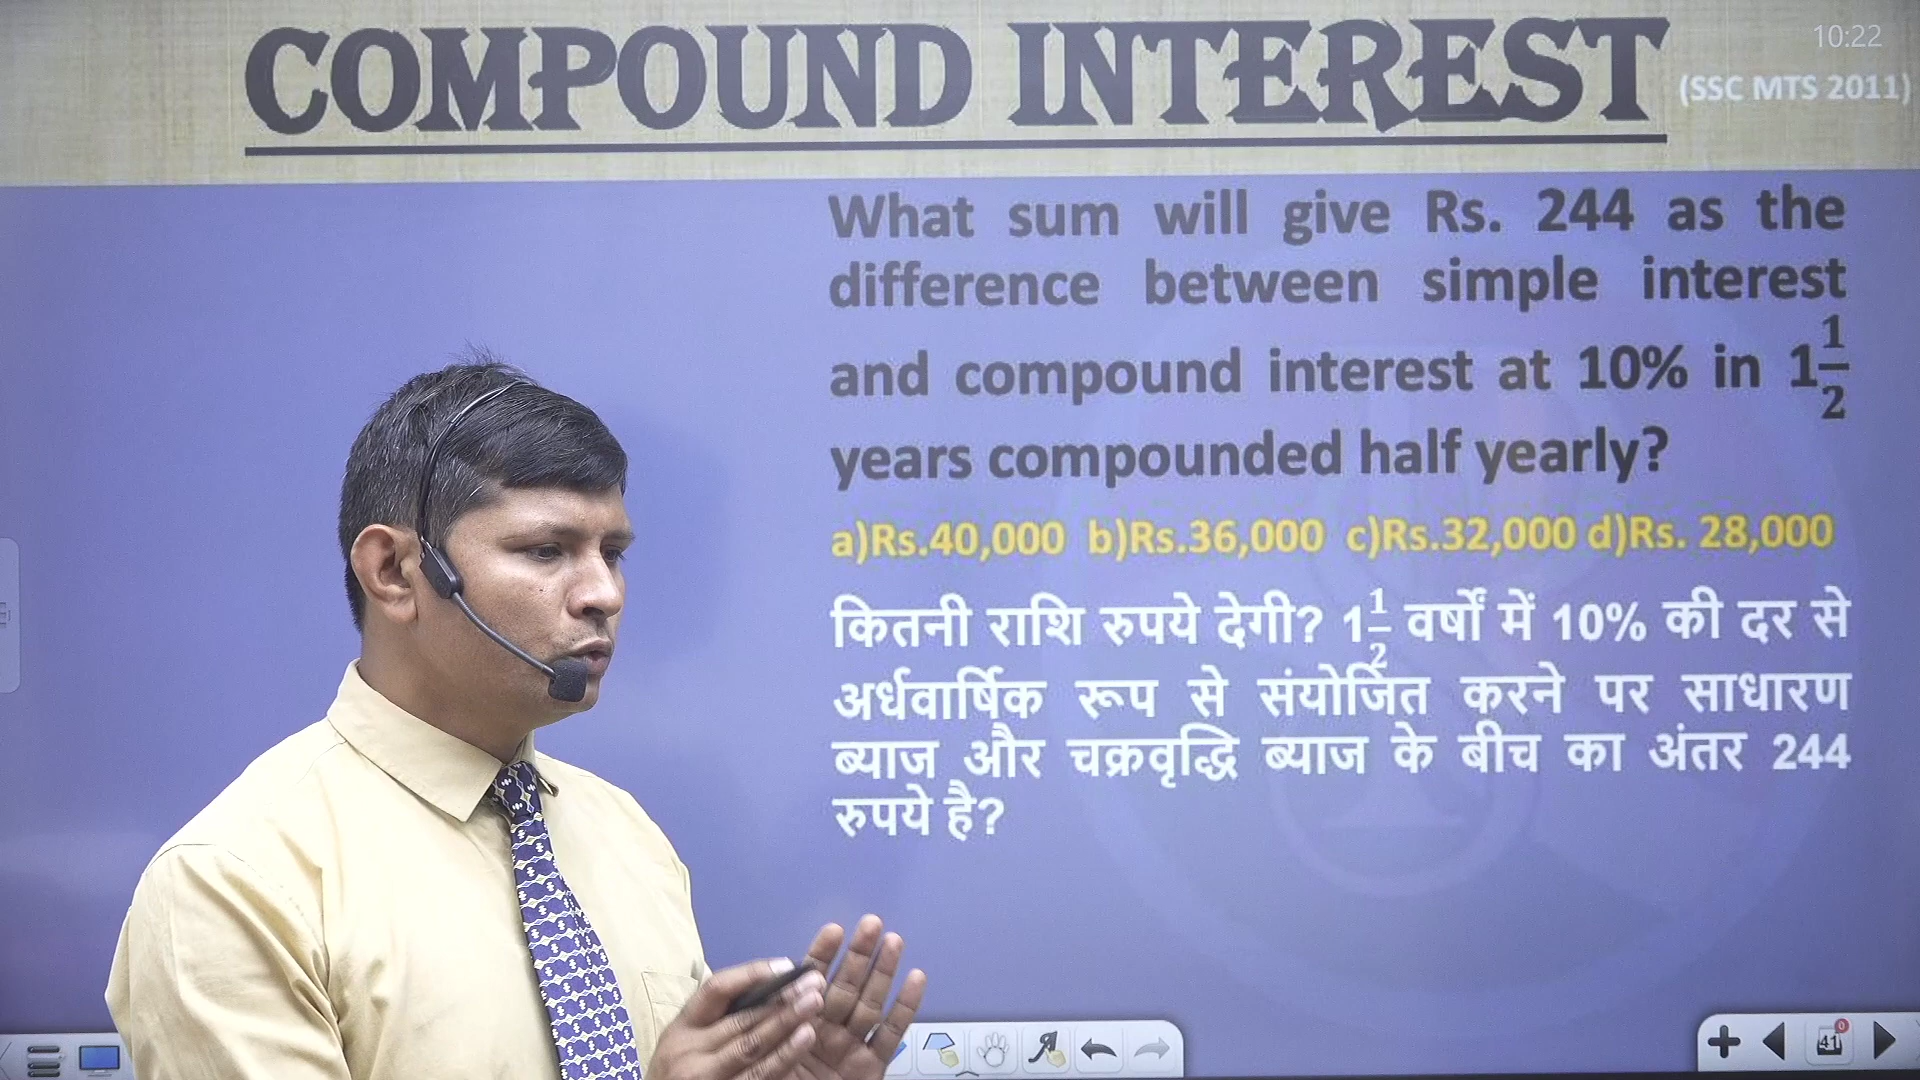 COMPOUND INTEREST
10:22
(SSC MTS 2011)
What sum will give Rs. 244 as the
difference between simple interest
and compound interest at 10% in 1 1/2
years compounded half yearly?
a)Rs.40,000 b)Rs.36,000 c)Rs.32,000 d)Rs. 28,000
कितनी राशि रुपये देगी? 1 1/2 वर्षों में 10% की दर से
अर्धवार्षिक रूप से संयोजित करने पर साधारण
ब्याज और चक्रवृद्धि ब्याज के बीच का अंतर 244
रुपये है?
0
41